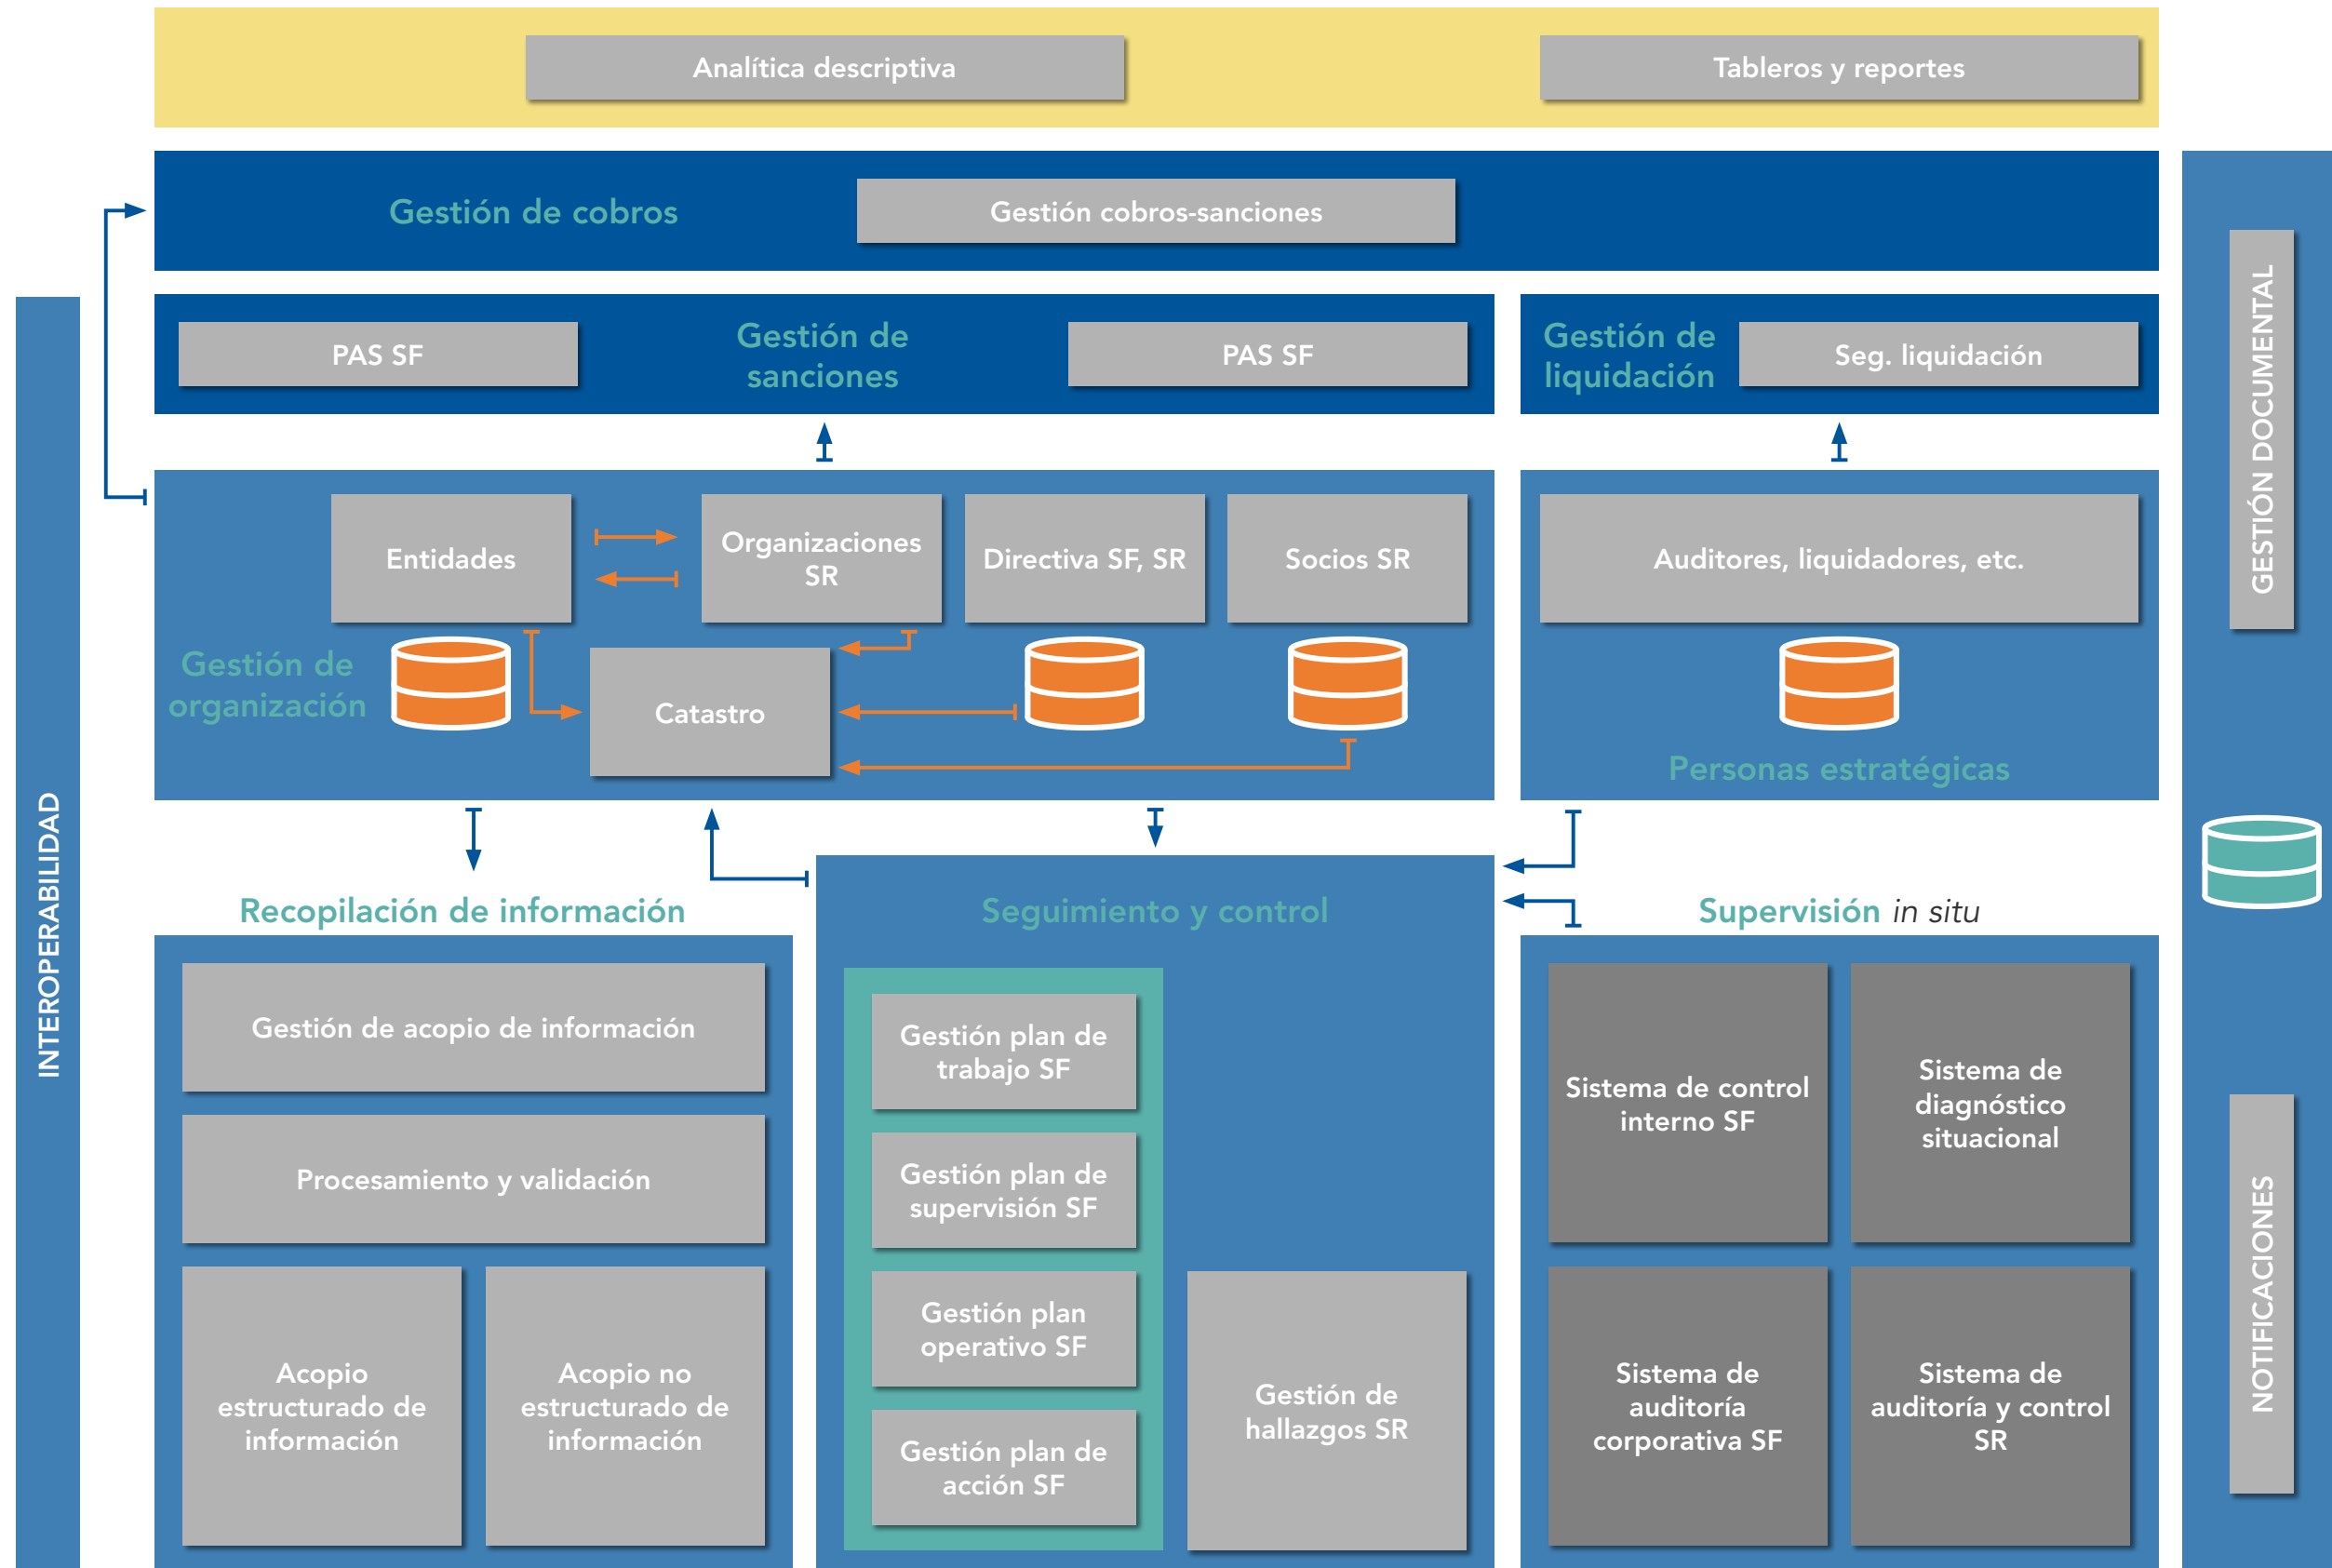 Analítica descriptiva
Tableros y reportes
Gestión de cobros
Gestión cobros-sanciones
PAS SF
Gestión de
sanciones
PAS SF
Gestión de
liquidación
Seg. liquidación
GESTIÓN DOCUMENTAL
Entidades
Organizaciones
SR
Directiva SF, SR
Socios SR
Auditores, liquidadores, etc.
Gestión de
organización
Catastro
Personas estratégicas
INTEROPERABILIDAD
Recopilación de información
Gestión de acopio de información
Procesamiento y validación
Acopio
estructurado de
información
Acopio no
estructurado de
información
Seguimiento y control
Gestión plan de
trabajo SF
Gestión plan de
supervisión SF
Gestión plan
operativo SF
Gestión plan de
acción SF
Gestión de
hallazgos SR
Supervisión in situ
Sistema de control
interno SF
Sistema de
diagnóstico
situacional
Sistema de
auditoría
corporativa SF
Sistema de
auditoría y control
SR
NOTIFICACIONES